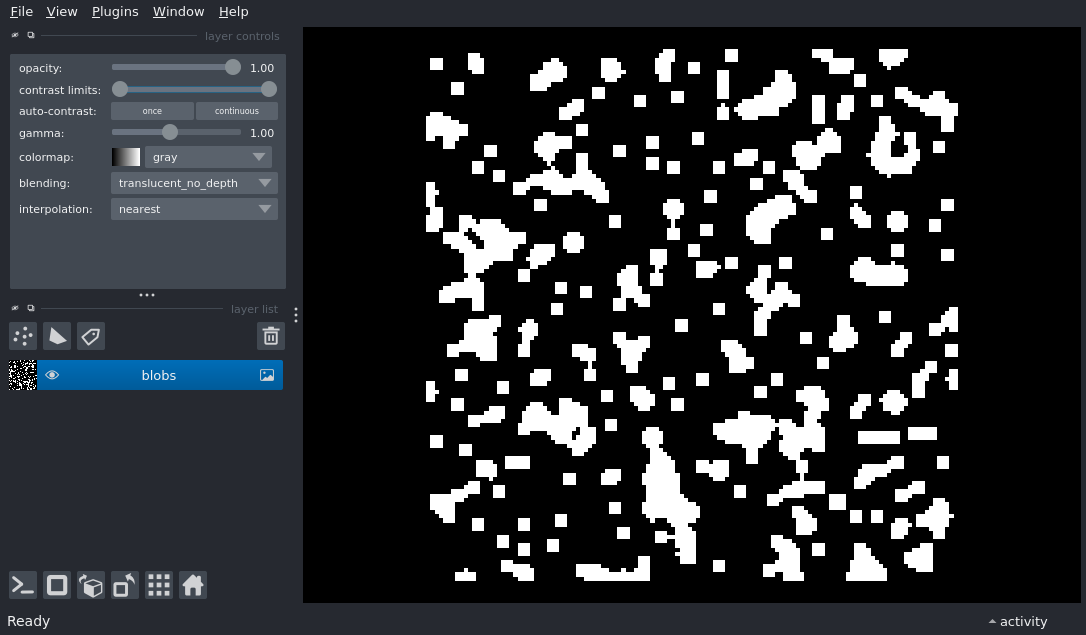 File View Plugins Window Help
layer controls
opacity: 1.00
contrast limits:
auto-contrast: once continuous
gamma: 1.00
colormap: gray
blending: translucent_no_depth
interpolation: nearest
layer list
blobs
Ready activity